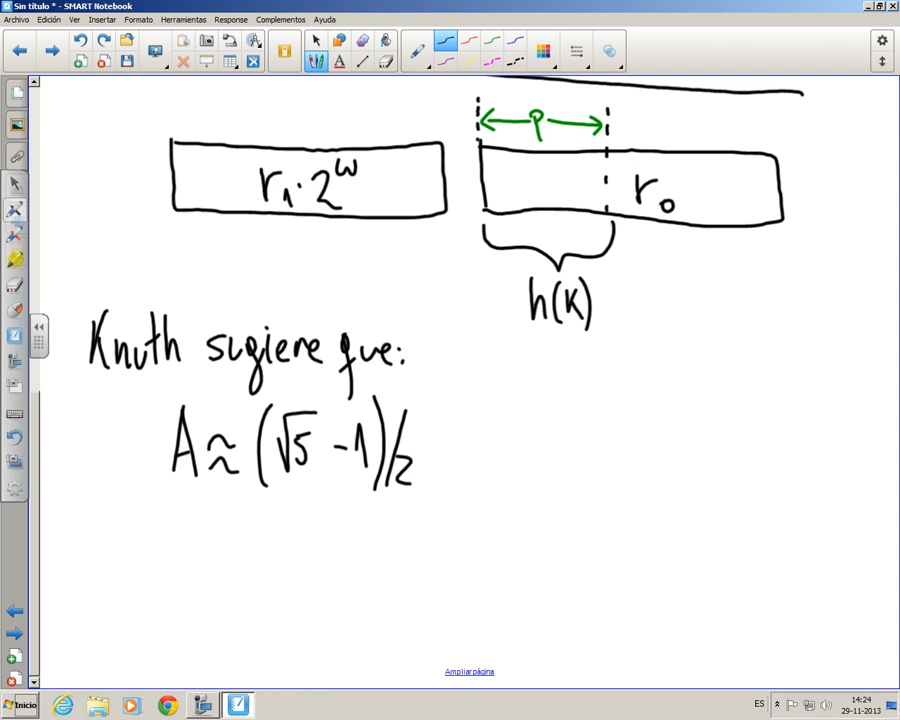 Sin título * - SMART Notebook
Archivo Edición Ver Insertar Formato Herramientas Response Complementos Ayuda
p
r₁·2^w
r₀
h(K)
Knuth sugiere que:
A ≈ (√5 -1)/2
Ampliar página
Inicio
ES
14:24
29-11-2013